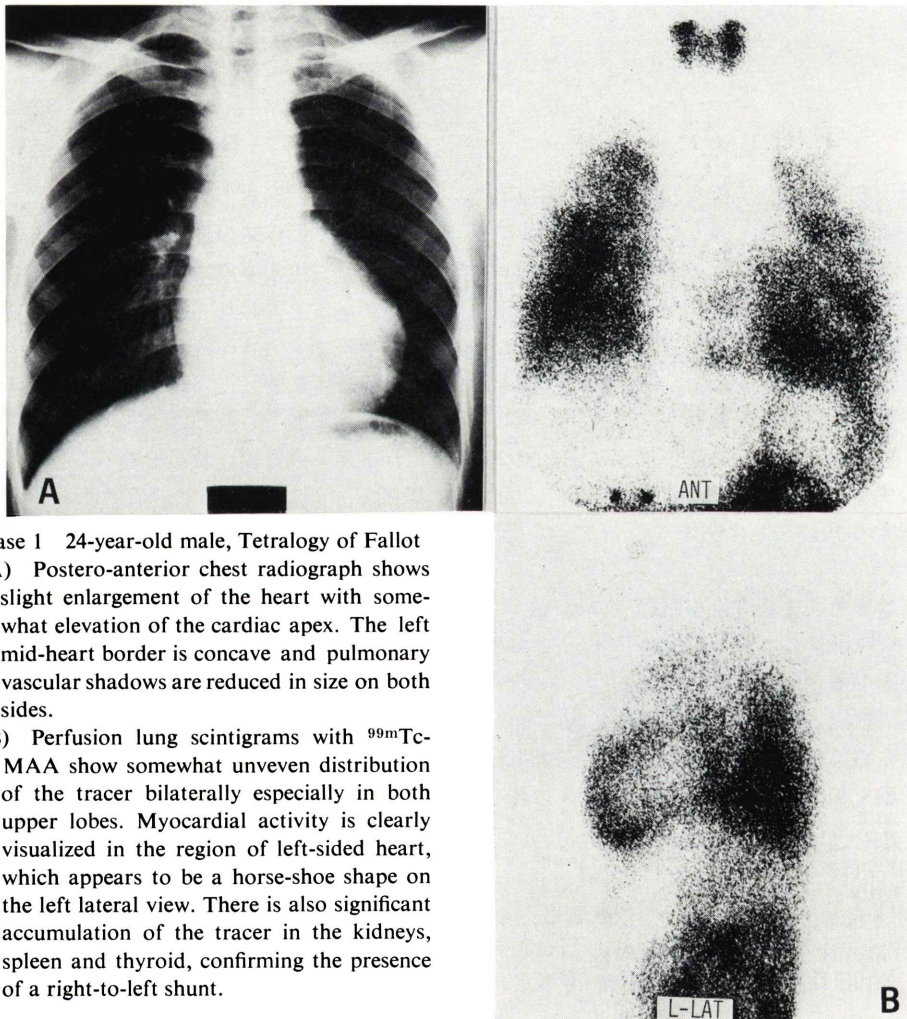 A
ANT
ase 1 24-year-old male, Tetralogy of Fallot
) Postero-anterior chest radiograph shows
slight enlargement of the heart with some-
what elevation of the cardiac apex. The left
mid-heart border is concave and pulmonary
vascular shadows are reduced in size on both
sides.
) Perfusion lung scintigrams with ⁹⁹ᵐTc-
MAA show somewhat unveven distribution
of the tracer bilaterally especially in both
upper lobes. Myocardial activity is clearly
visualized in the region of left-sided heart,
which appears to be a horse-shoe shape on
the left lateral view. There is also significant
accumulation of the tracer in the kidneys,
spleen and thyroid, confirming the presence
of a right-to-left shunt.
L-LAT
B